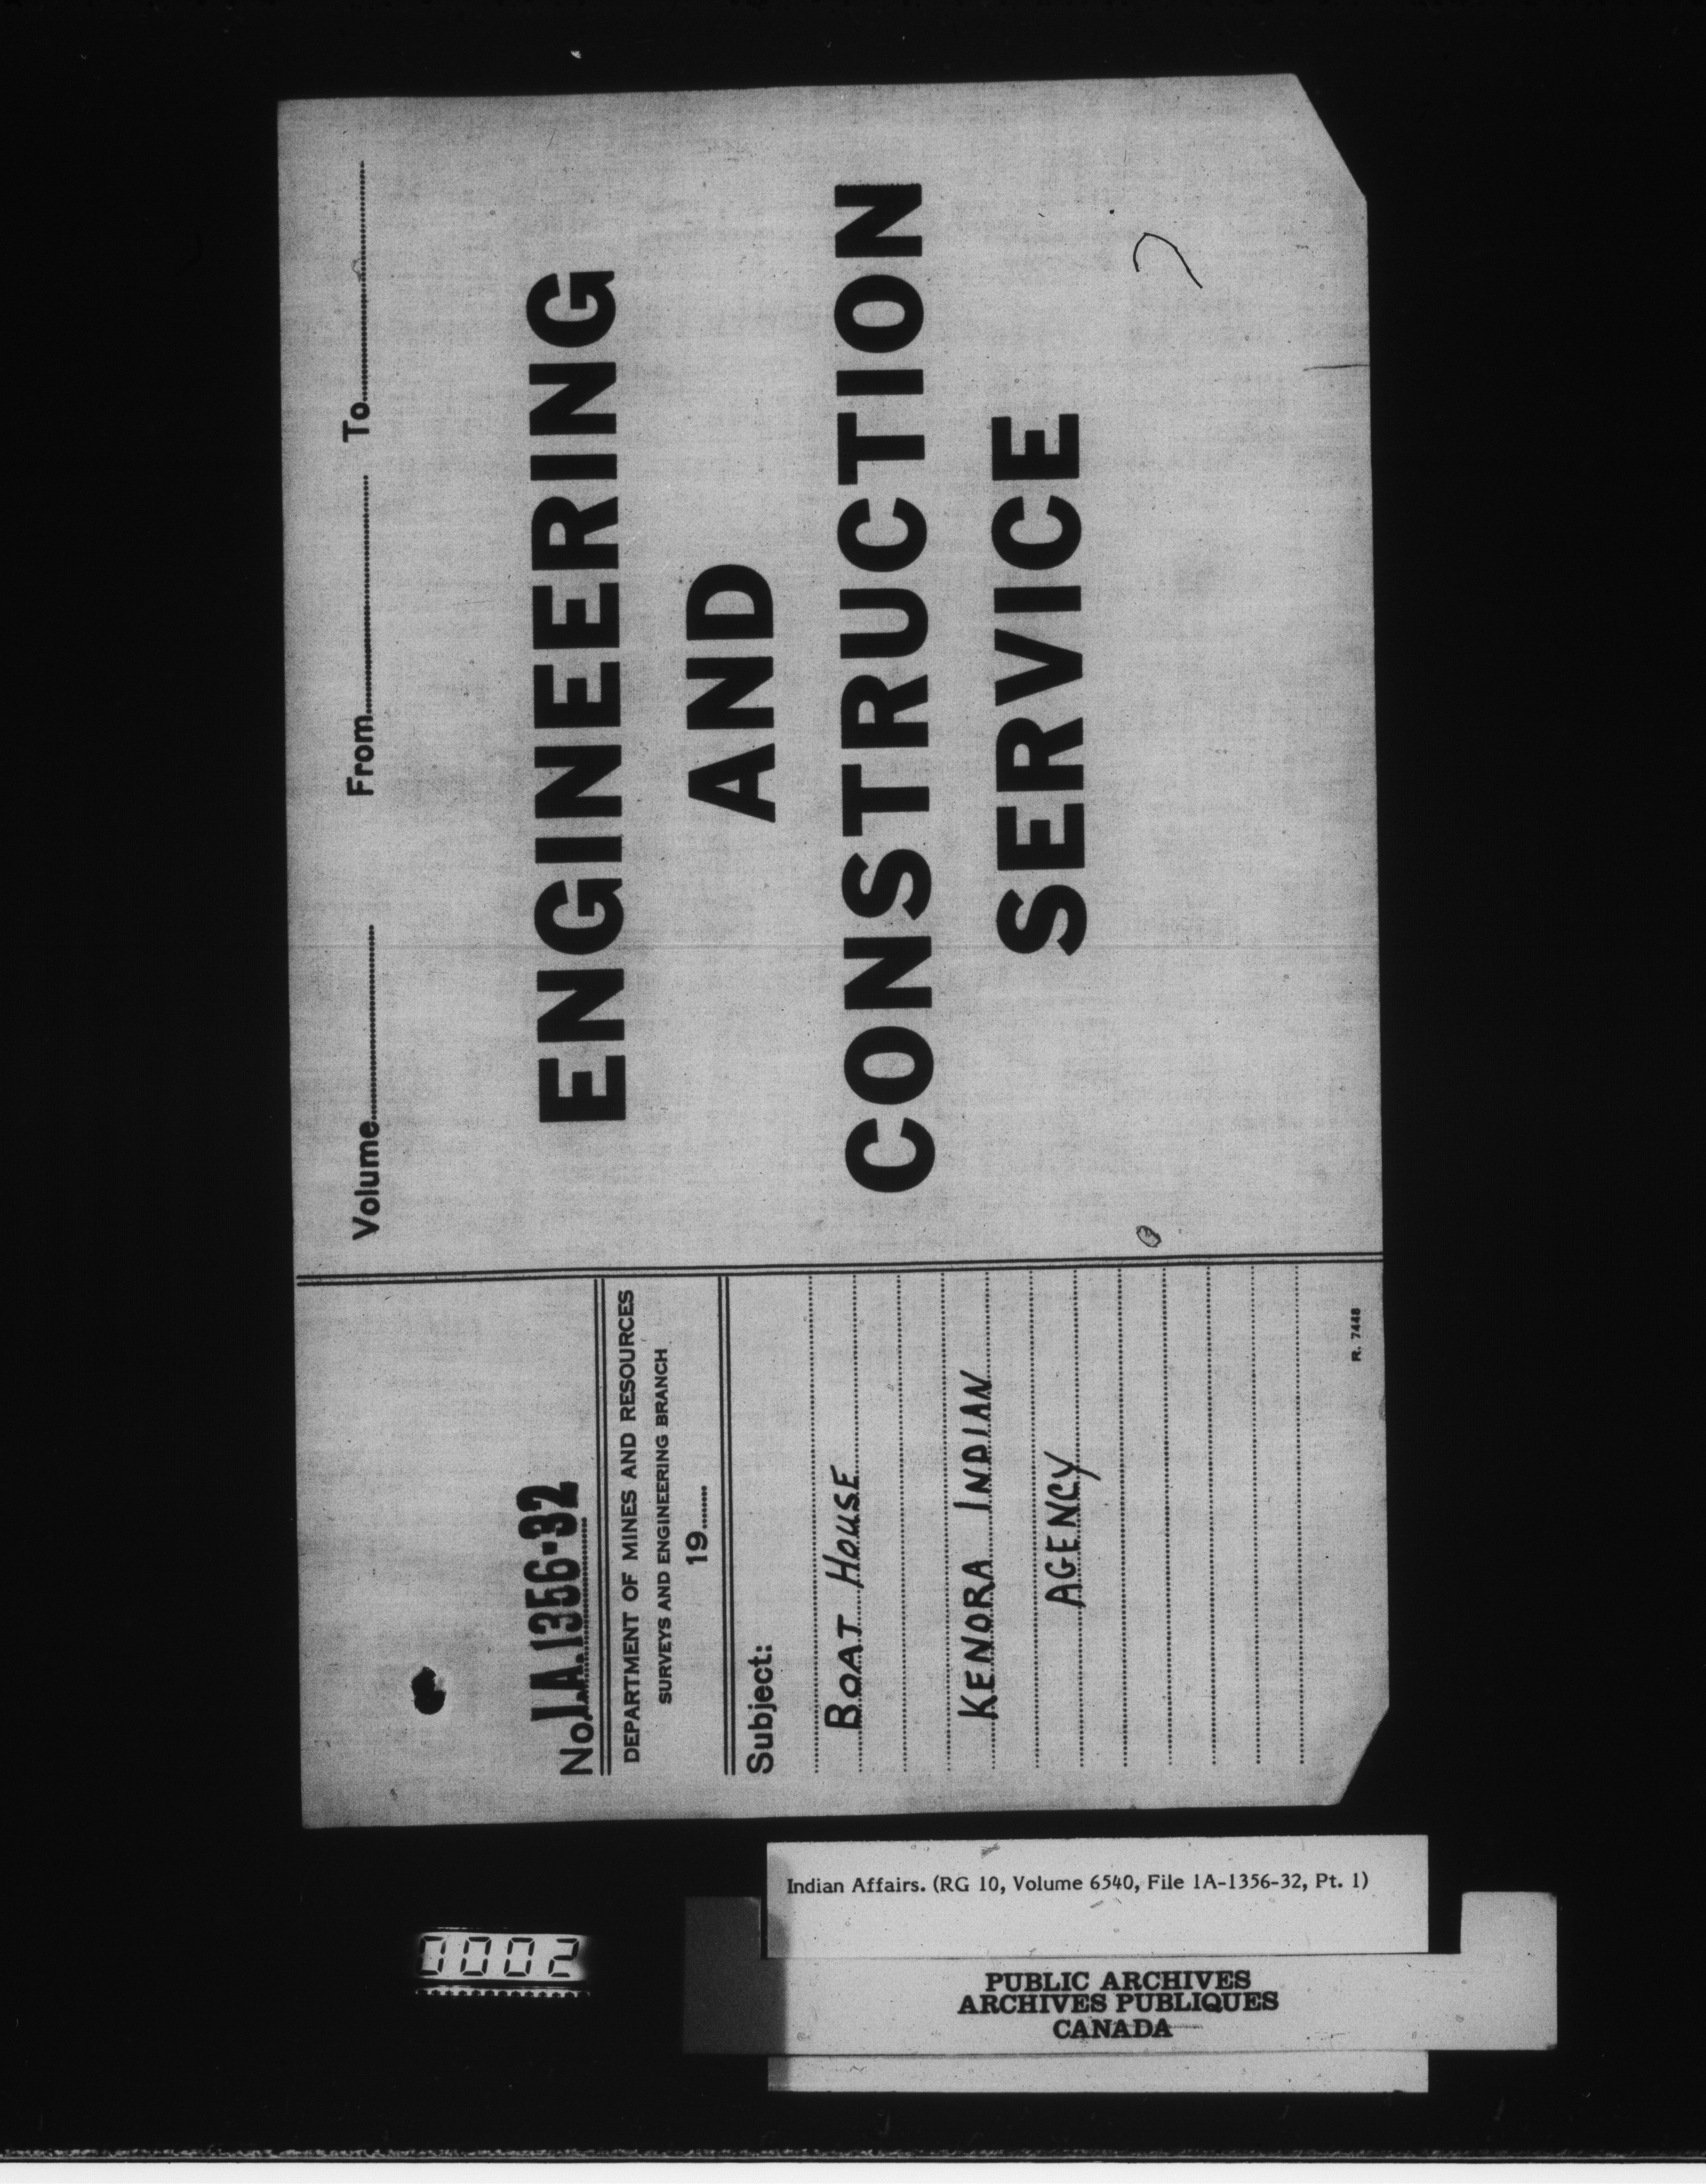 Volume.................... From.................... To....................
ENGINEERING
AND
CONSTRUCTION
SERVICE
No. 1A.1356-32
DEPARTMENT OF MINES AND RESOURCES
SURVEYS AND ENGINEERING BRANCH
19........
Subject:
BOAT HOUSE
KENORA INDIAN
AGENCY
R. 7448
Indian Affairs. (RG 10, Volume 6540, File 1A-1356-32, Pt. 1)
0002
PUBLIC ARCHIVES
ARCHIVES PUBLIQUES
CANADA